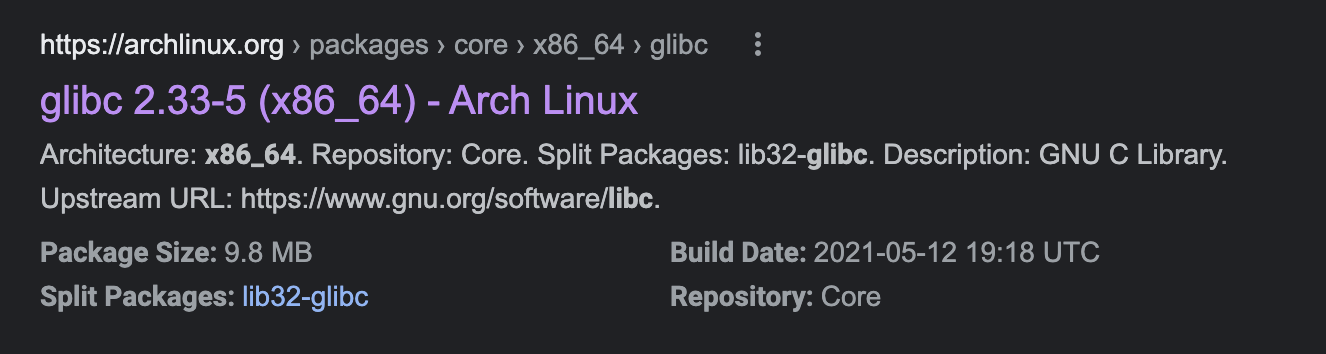 https://archlinux.org › packages › core › x86_64 › glibc
glibc 2.33-5 (x86_64) - Arch Linux
Architecture: x86_64. Repository: Core. Split Packages: lib32-glibc. Description: GNU C Library.
Upstream URL: https://www.gnu.org/software/libc.
Package Size: 9.8 MB
Build Date: 2021-05-12 19:18 UTC
Split Packages: lib32-glibc
Repository: Core